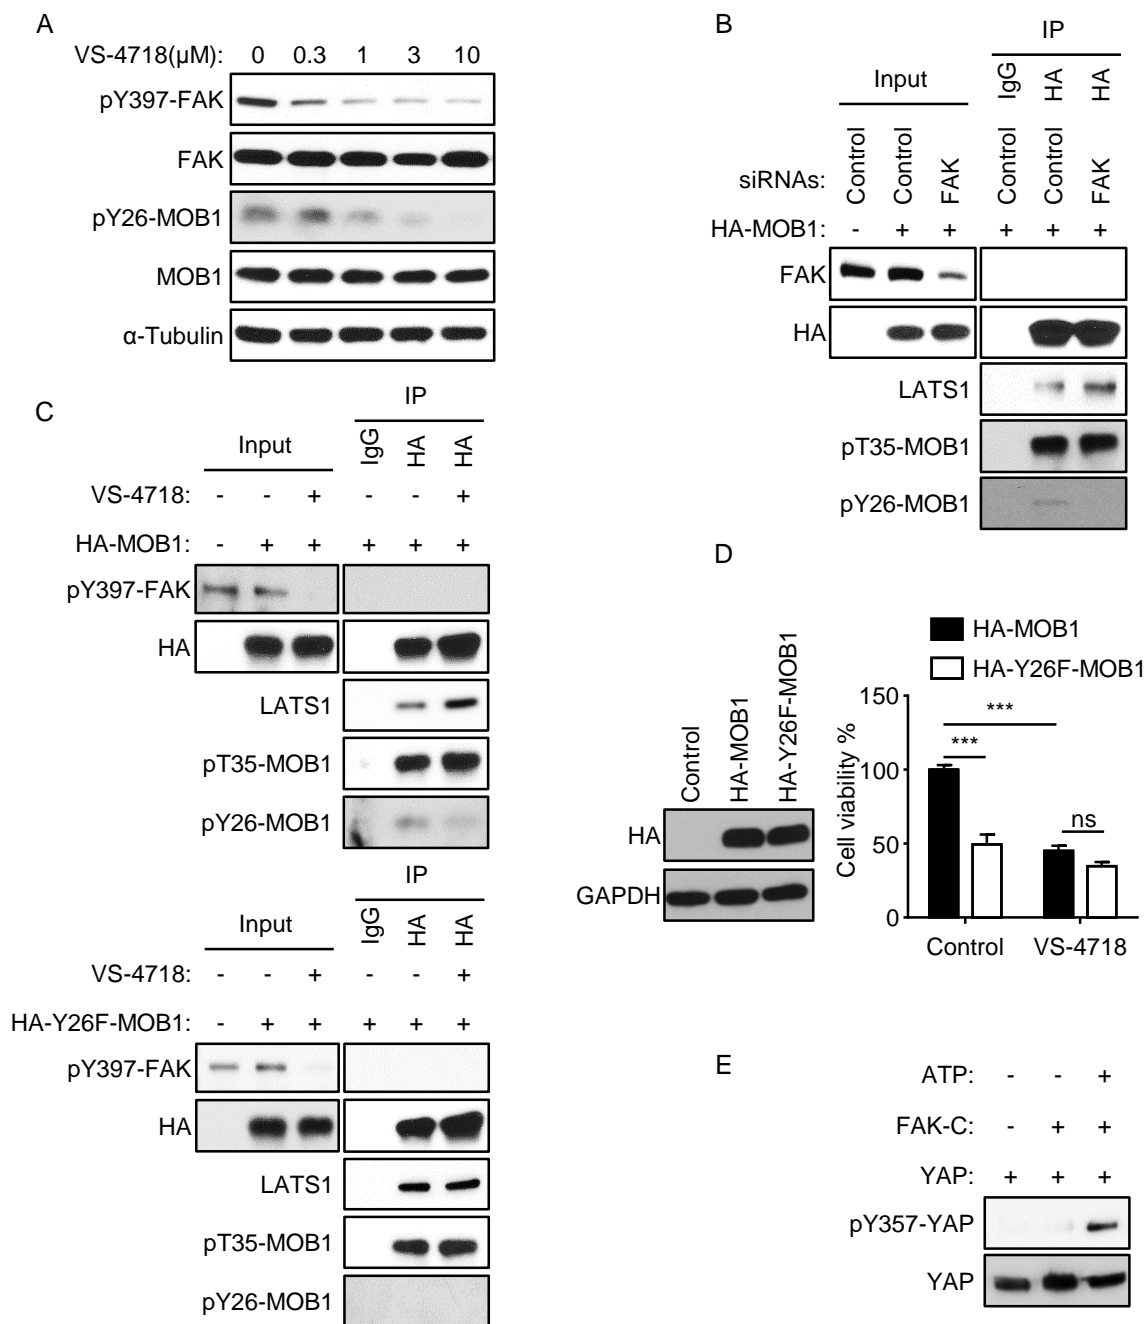 A
VS-4718(μM): 0 0.3 1 3 10
pY397-FAK
FAK
pY26-MOB1
MOB1
α-Tubulin
B
IP
Input IgG HA HA
siRNAs: Control Control FAK Control Control FAK
HA-MOB1: - + + + + +
FAK
HA
LATS1
pT35-MOB1
pY26-MOB1
C
IP
Input IgG HA HA
VS-4718: - - + - - +
HA-MOB1: - + + + + +
pY397-FAK
HA
LATS1
pT35-MOB1
pY26-MOB1
IP
Input IgG HA HA
VS-4718: - - + - - +
HA-Y26F-MOB1: - + + + + +
pY397-FAK
HA
LATS1
pT35-MOB1
pY26-MOB1
D
Control HA-MOB1 HA-Y26F-MOB1
HA
GAPDH
HA-MOB1
HA-Y26F-MOB1
Cell viability %
150
100
50
0
***
***
ns
Control VS-4718
E
ATP: - - +
FAK-C: - + +
YAP: + + +
pY357-YAP
YAP